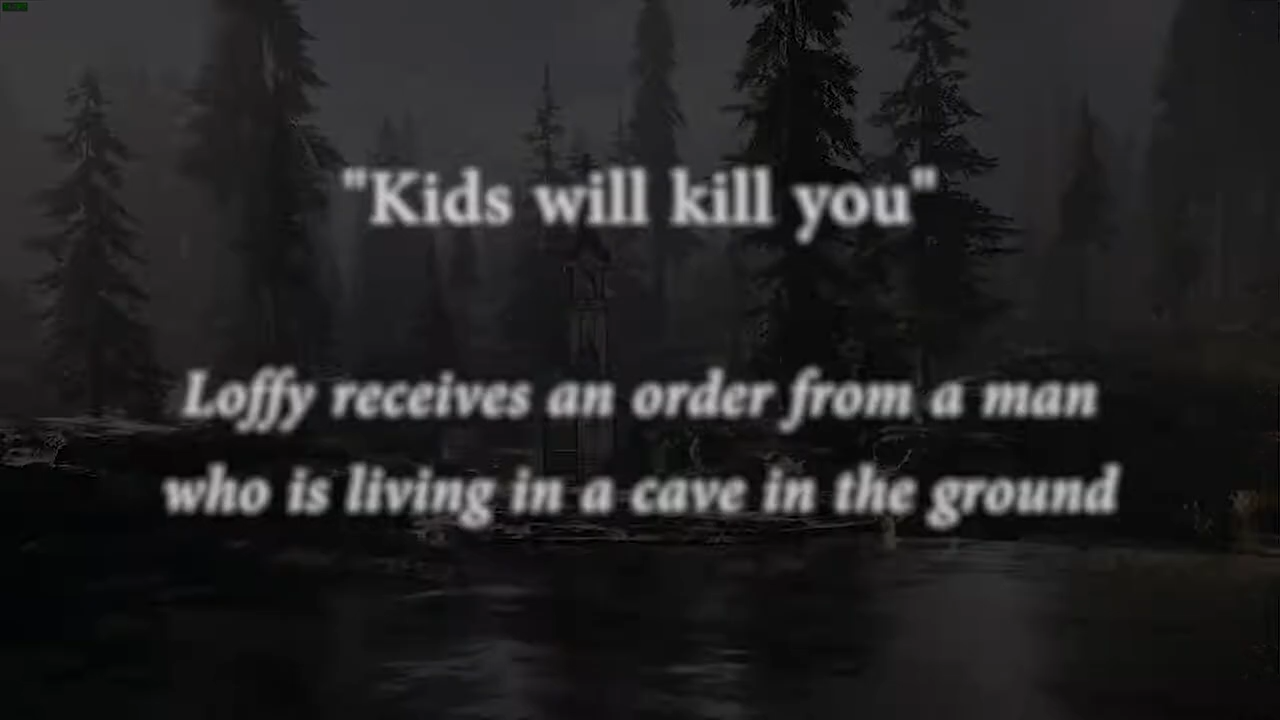 "Kids will kill you"
Loffy receives an order from a man
who is living in a cave in the ground